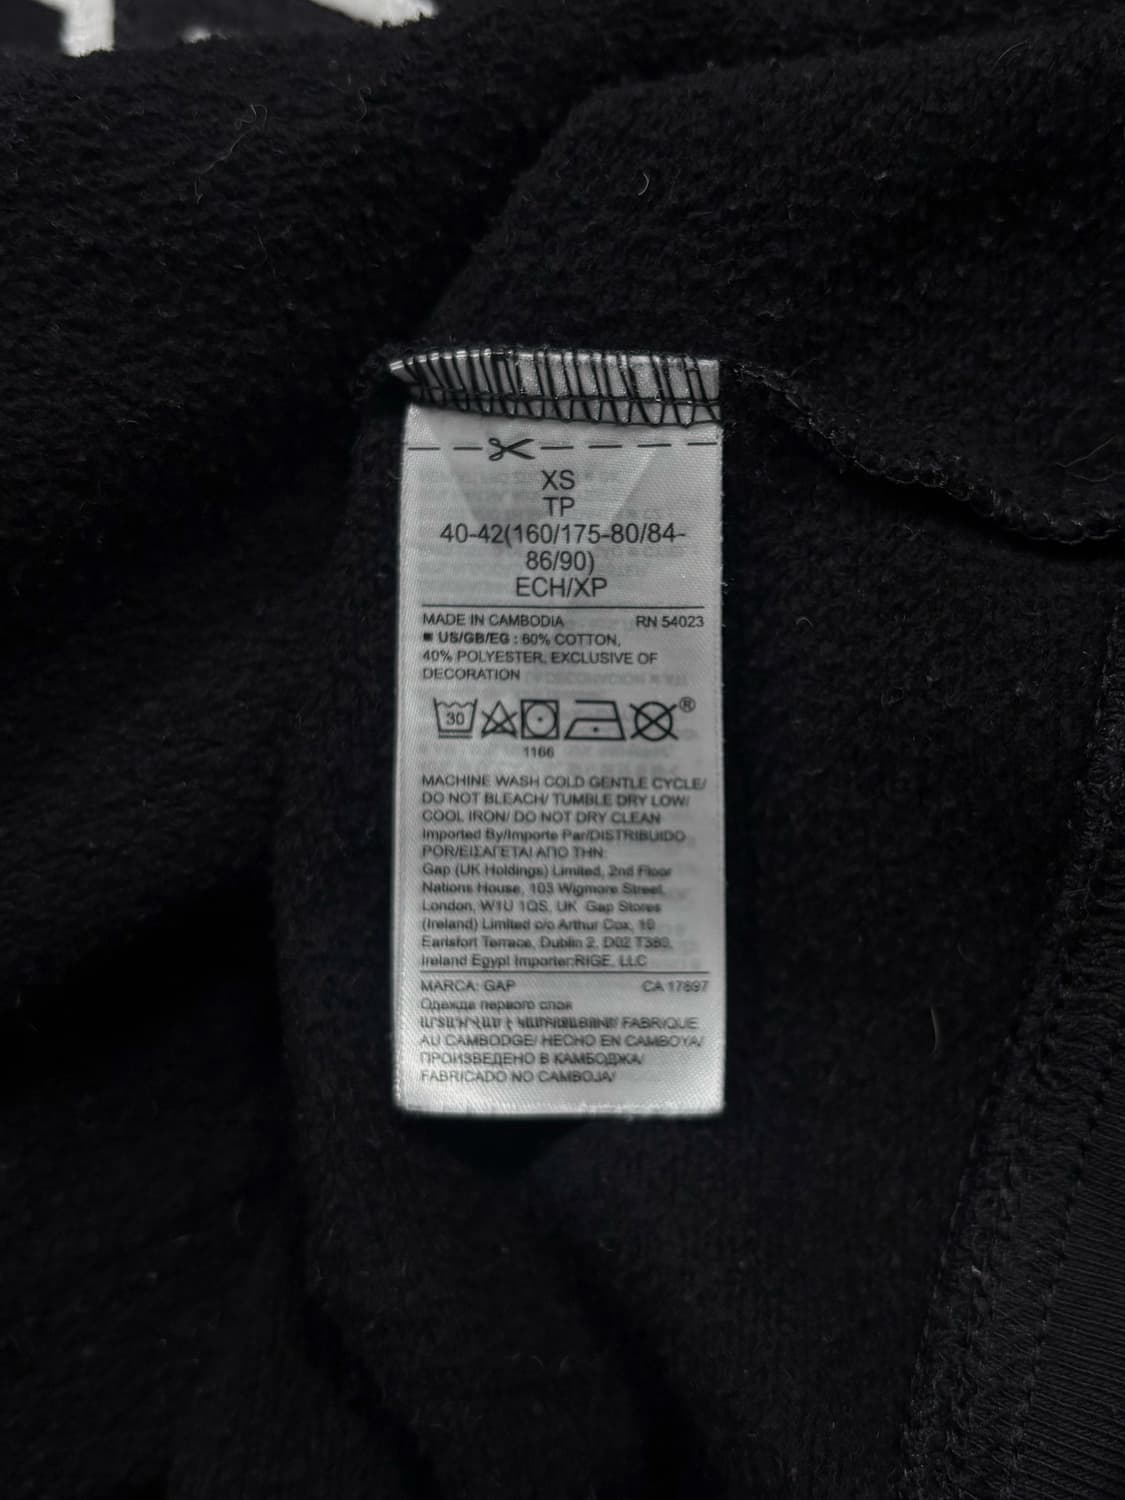 XS
TP
40-42(160/175-80/84-
86/90)
ECH/XP
MADE IN CAMBODIA RN 54023
■ US/GB/EG : 60% COTTON,
40% POLYESTER, EXCLUSIVE OF
DECORATION
30
®
1166
MACHINE WASH COLD GENTLE CYCLE/
DO NOT BLEACH/ TUMBLE DRY LOW/
COOL IRON/ DO NOT DRY CLEAN
Imported By/Importe Par/DISTRIBUIDO
POR/ΕΙΣΑΓΕΤΑΙ ΑΠΟ ΤΗΝ:
Gap (UK Holdings) Limited, 2nd Floor
Nations House, 103 Wigmore Street,
London, W1U 1QS, UK Gap Stores
(Ireland) Limited c/o Arthur Cox, 10
Earlsfort Terrace, Dublin 2, D02 T380,
Ireland Egypt Importer:RIGE, LLC
MARCA: GAP CA 17897
Одежда первого слоя
FABRIQUE
AU CAMBODGE/ HECHO EN CAMBOYA/
ПРОИЗВЕДЕНО В КАМБОДЖА/
FABRICADO NO CAMBOJA/